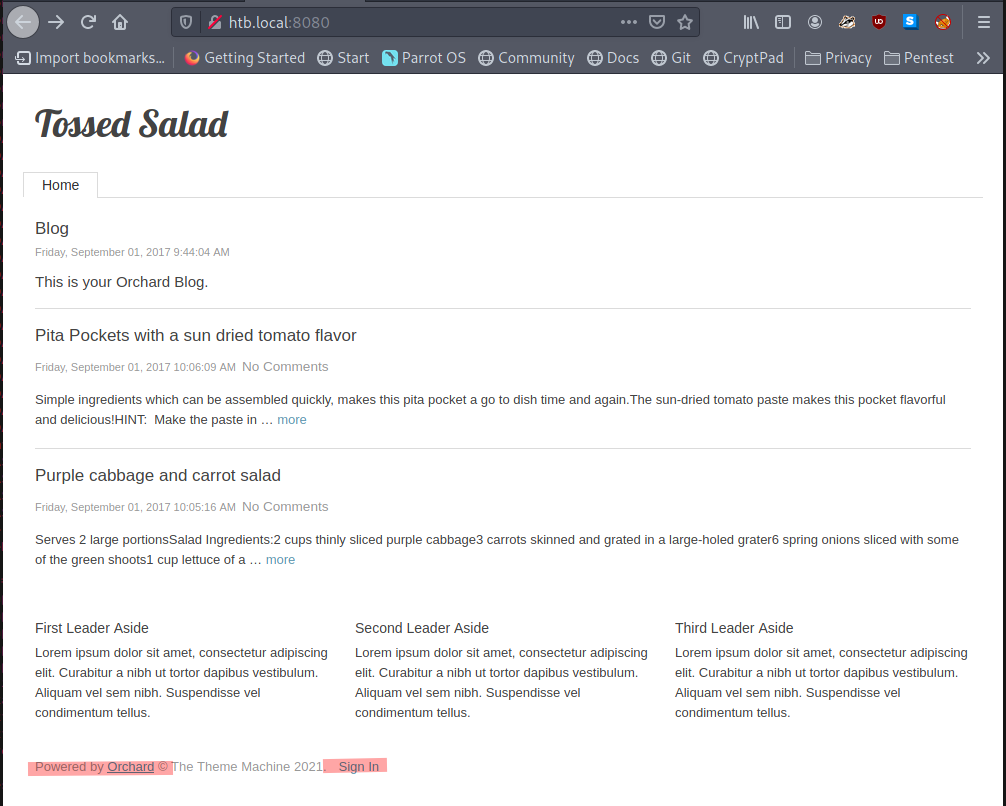 htb.local:8080
Import bookmarks... Getting Started Start Parrot OS Community Docs Git CryptPad Privacy Pentest
Tossed Salad
Home
Blog
Friday, September 01, 2017 9:44:04 AM
This is your Orchard Blog.
Pita Pockets with a sun dried tomato flavor
Friday, September 01, 2017 10:06:09 AM No Comments
Simple ingredients which can be assembled quickly, makes this pita pocket a go to dish time and again.The sun-dried tomato paste makes this pocket flavorful
and delicious!HINT:  Make the paste in … more
Purple cabbage and carrot salad
Friday, September 01, 2017 10:05:16 AM No Comments
Serves 2 large portionsSalad Ingredients:2 cups thinly sliced purple cabbage3 carrots skinned and grated in a large-holed grater6 spring onions sliced with some
of the green shoots1 cup lettuce of a … more
First Leader Aside
Lorem ipsum dolor sit amet, consectetur adipiscing
elit. Curabitur a nibh ut tortor dapibus vestibulum.
Aliquam vel sem nibh. Suspendisse vel
condimentum tellus.
Second Leader Aside
Lorem ipsum dolor sit amet, consectetur adipiscing
elit. Curabitur a nibh ut tortor dapibus vestibulum.
Aliquam vel sem nibh. Suspendisse vel
condimentum tellus.
Third Leader Aside
Lorem ipsum dolor sit amet, consectetur adipiscing
elit. Curabitur a nibh ut tortor dapibus vestibulum.
Aliquam vel sem nibh. Suspendisse vel
condimentum tellus.
Powered by Orchard © The Theme Machine 2021. Sign In